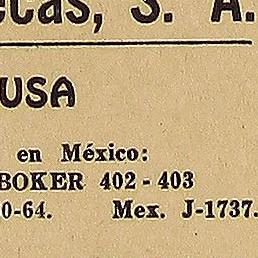 ecas, S. A.
USA
en México:
BOKER 402 - 403
0-64. Mex. J-1737.